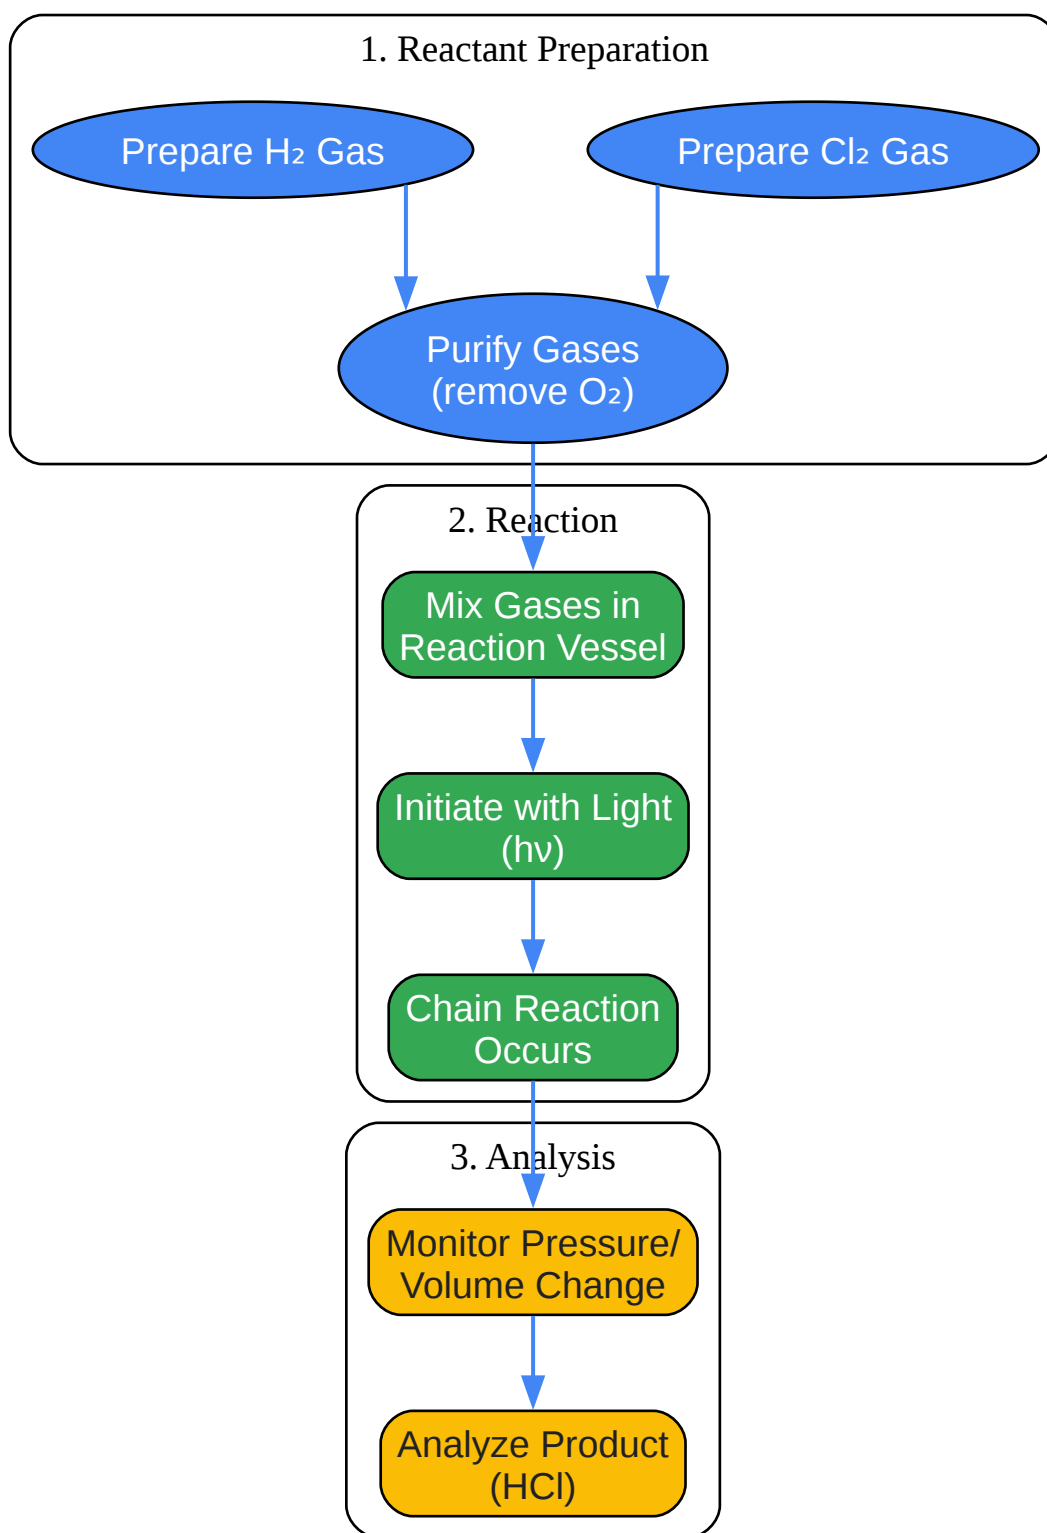 1. Reactant Preparation
Prepare H₂ Gas
Prepare Cl₂ Gas
Purify Gases
(remove O₂)
2. Reaction
Mix Gases in
Reaction Vessel
Initiate with Light
(hν)
Chain Reaction
Occurs
3. Analysis
Monitor Pressure/
Volume Change
Analyze Product
(HCl)